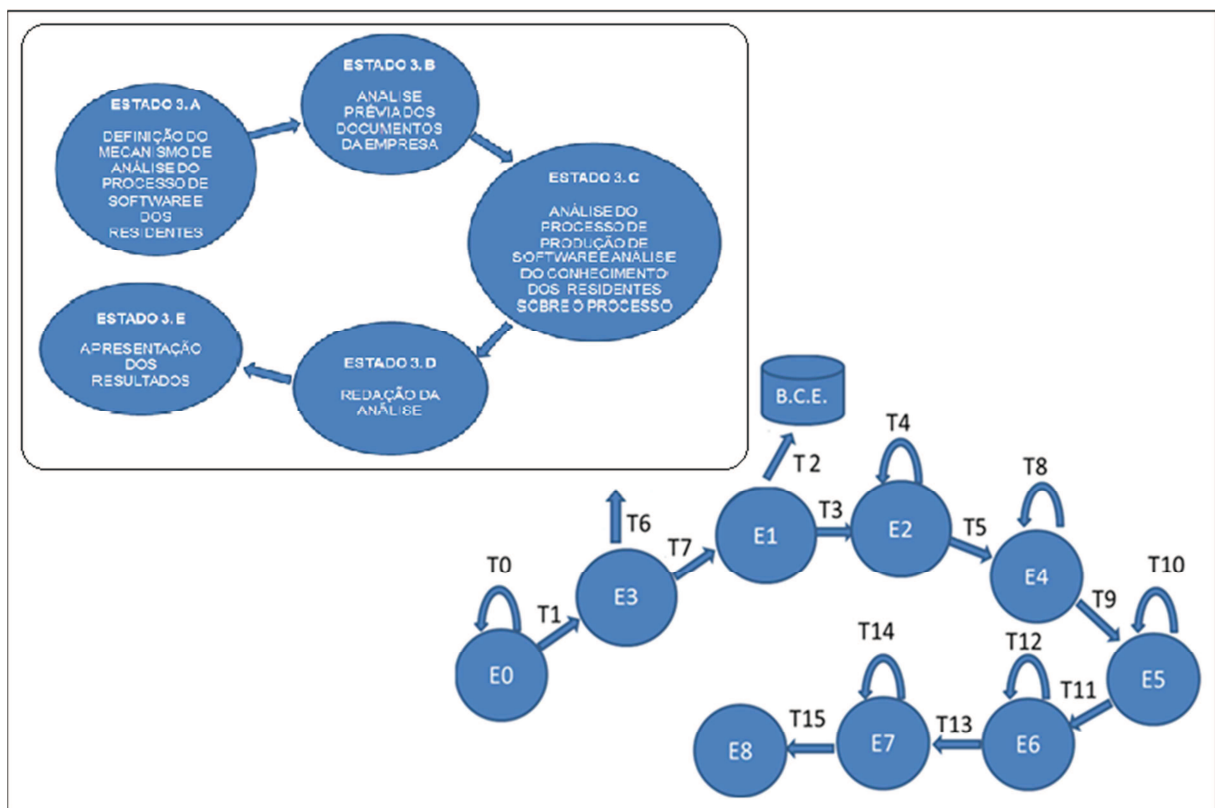 ESTADO 3. A
DEFINIÇÃO DO
MECANISMO DE
ANÁLISE DO
PROCESSO DE
SOFTWARE E
DOS
RESIDENTES
ESTADO 3. B
ANALISE
PRÉVIA DOS
DOCUMENTOS
DA EMPRESA
ESTADO 3. C
ANÁLISE DO
PROCESSO DE
PRODUÇÃO DE
SOFTWARE E ANÁLISE
DO CONHECIMENTO
DOS RESIDENTES
SOBRE O PROCESSO
ESTADO 3. D
REDAÇÃO DA
ANÁLISE
ESTADO 3. E
APRESENTAÇÃO
DOS
RESULTADOS
B.C.E.
T0
E0
T1
E3
T6
T7
E1
T2
T3
E2
T4
T5
E4
T8
T9
E5
T10
T11
E6
T12
T13
E7
T14
T15
E8